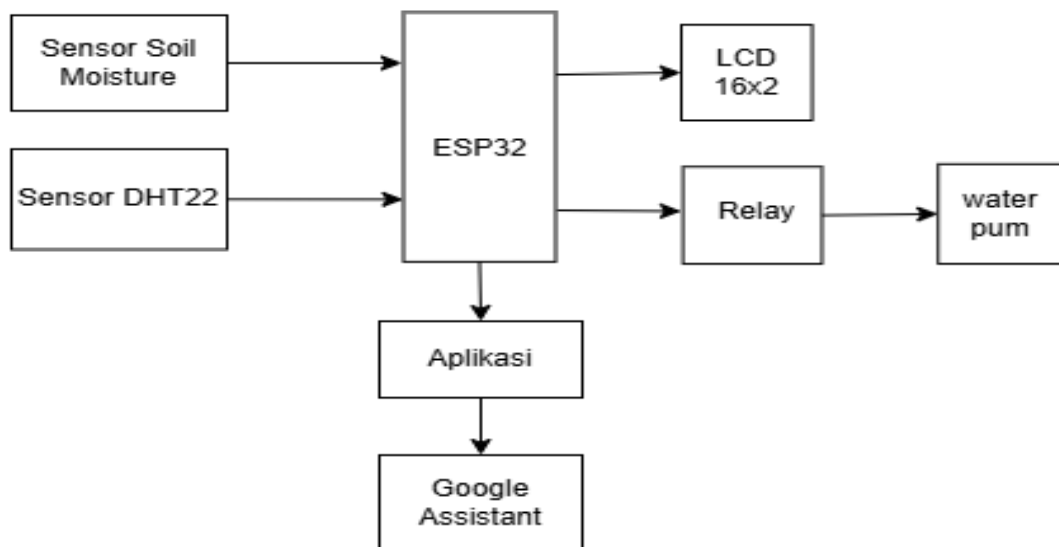 Sensor Soil
Moisture
Sensor DHT22
ESP32
LCD
16x2
Relay
water
pum
Aplikasi
Google
Assistant